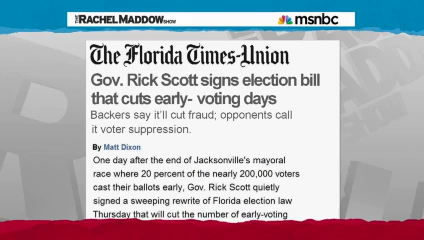 THE RACHEL MADDOW SHOW
msnbc
The Florida Times-Union
Gov. Rick Scott signs election bill
that cuts early- voting days
Backers say it'll cut fraud; opponents call
it voter suppression.
By Matt Dixon
One day after the end of Jacksonville's mayoral
race where 20 percent of the nearly 200,000 voters
cast their ballots early, Gov. Rick Scott quietly
signed a sweeping rewrite of Florida election law
Thursday that will cut the number of early-voting